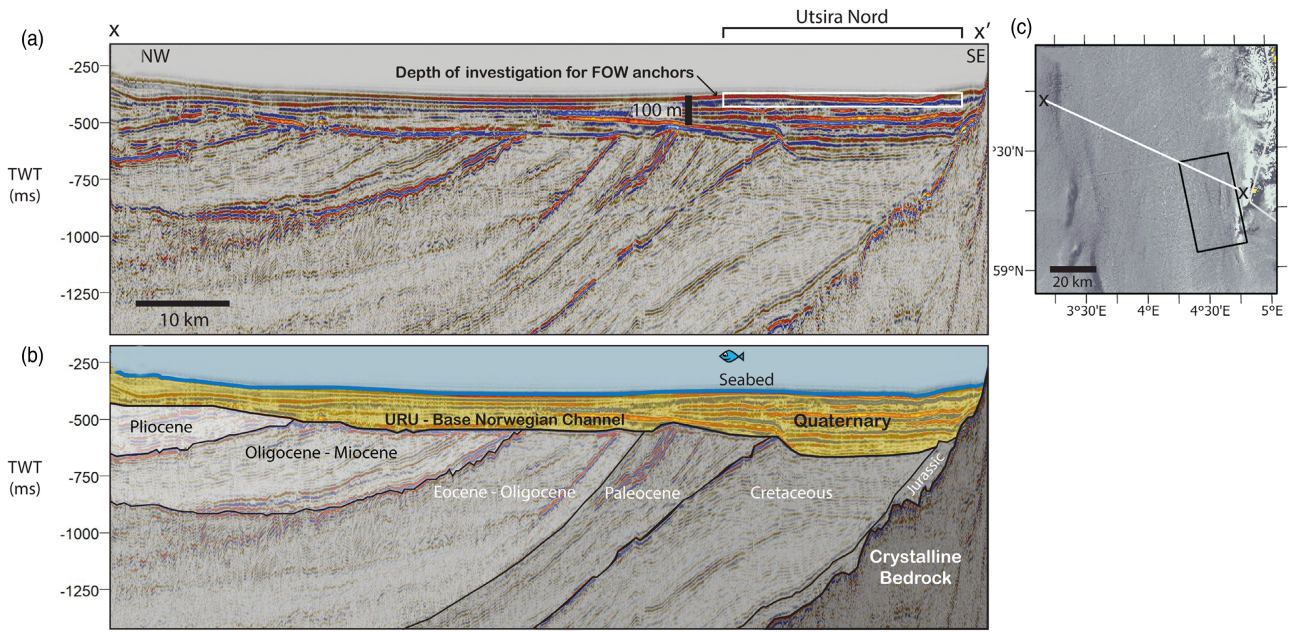 (a)
X
Utsira Nord
X'
(c)
NW
SE
-250
-500
-750
-1000
-1250
TWT
(ms)
Depth of investigation for FOW anchors
100 m
10 km
X
X'
°30'N
59°N
20 km
3°30'E
4°E
4°30'E
5°E
(b)
-250
-500
-750
-1000
-1250
TWT
(ms)
Seabed
Pliocene
URU - Base Norwegian Channel
Quaternary
Oligocene - Miocene
Eocene - Oligocene
Paleocene
Cretaceous
Jurassic
Crystalline
Bedrock